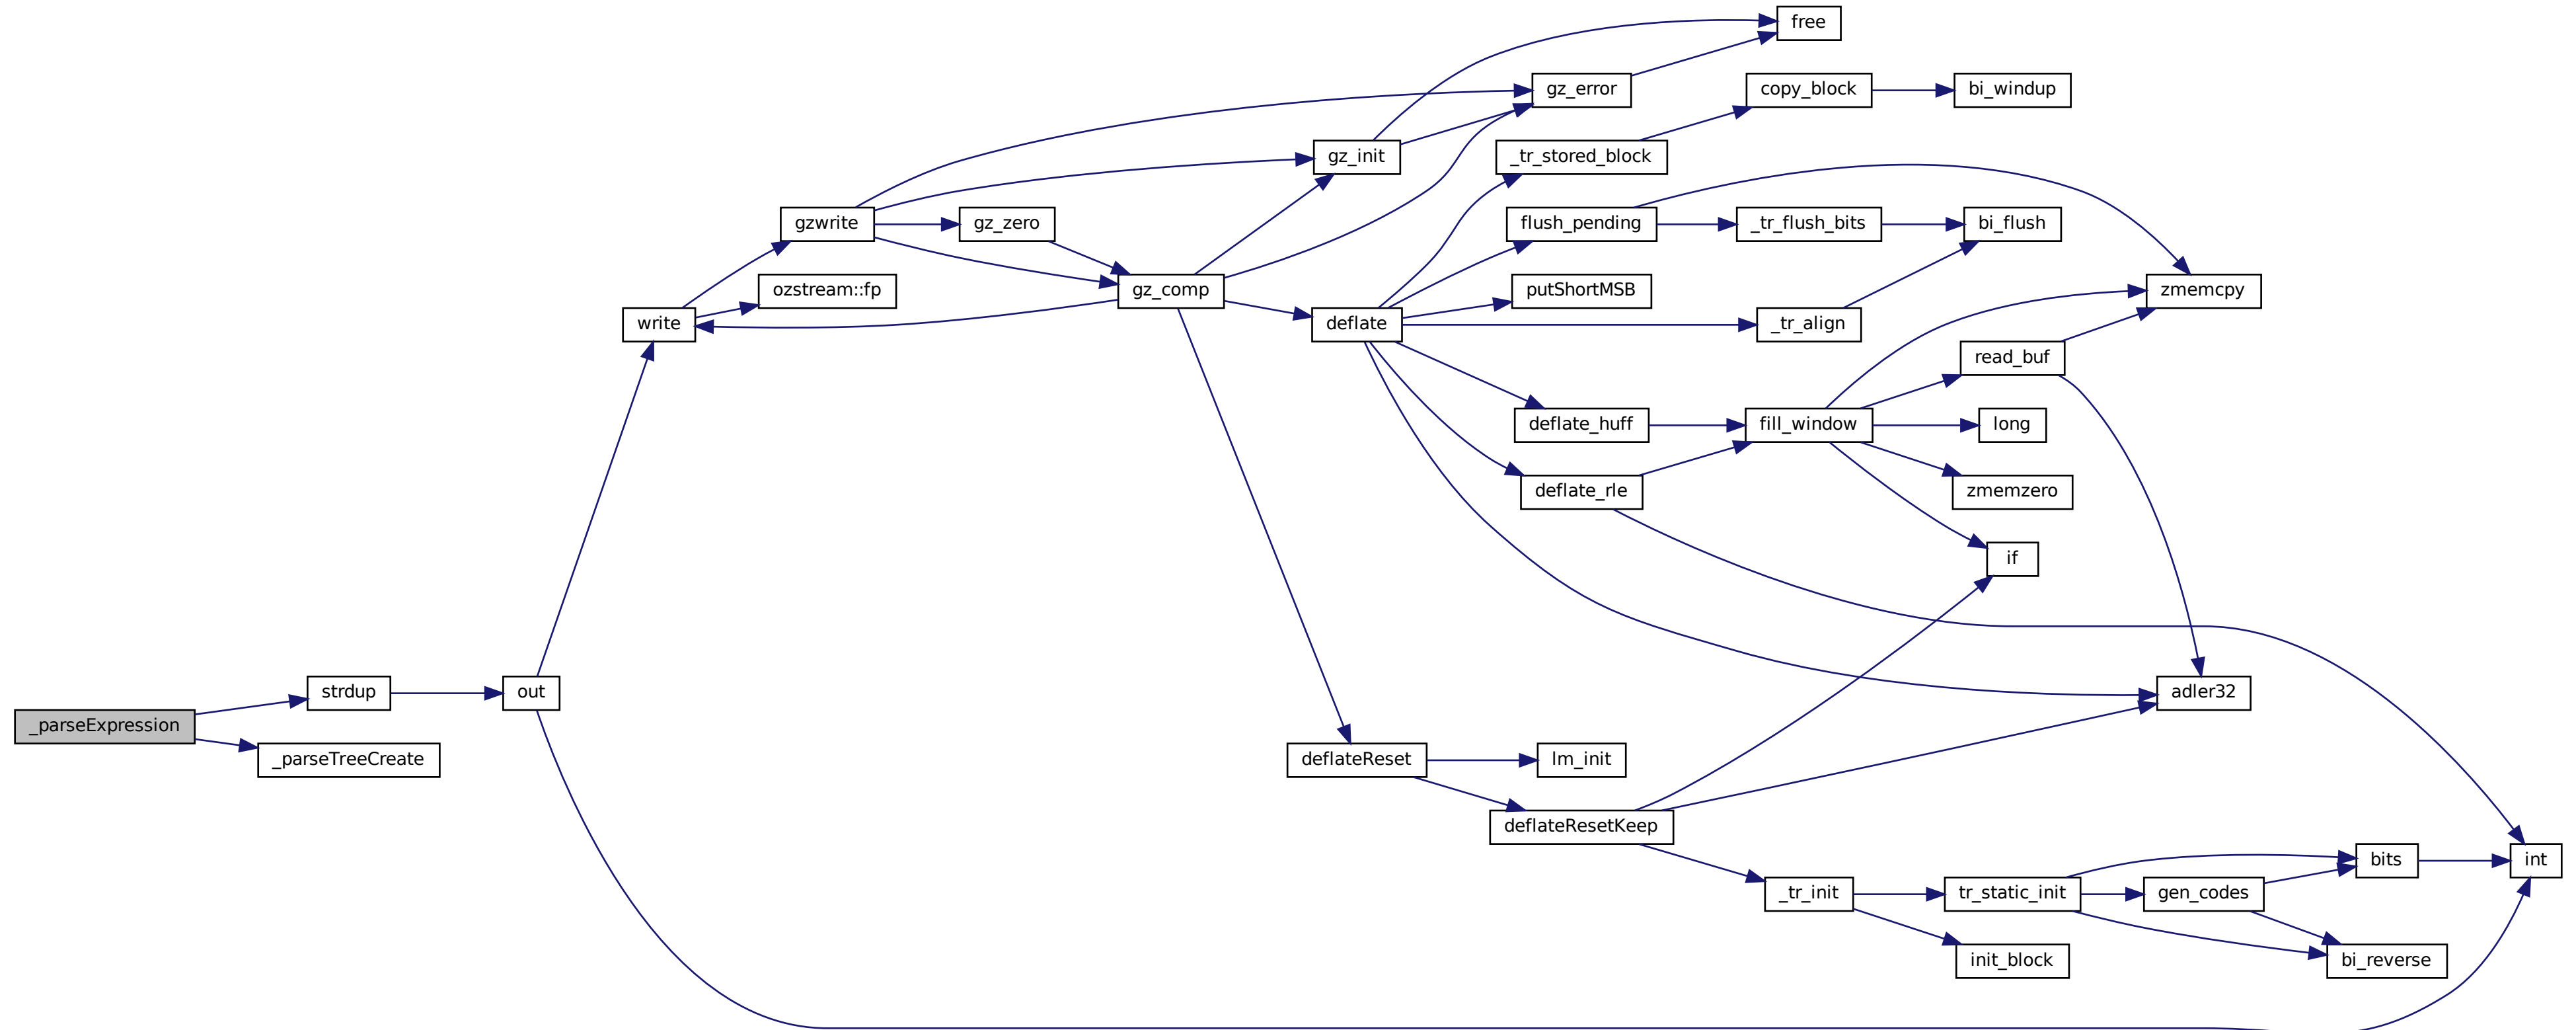 free
gz_error
copy_block
bi_windup
gz_init
_tr_stored_block
gzwrite
gz_zero
flush_pending
_tr_flush_bits
bi_flush
ozstream::fp
gz_comp
putShortMSB
zmemcpy
write
deflate
_tr_align
read_buf
deflate_huff
fill_window
long
deflate_rle
zmemzero
if
strdup
out
adler32
_parseExpression
_parseTreeCreate
deflateReset
lm_init
deflateResetKeep
bits
int
_tr_init
tr_static_init
gen_codes
init_block
bi_reverse